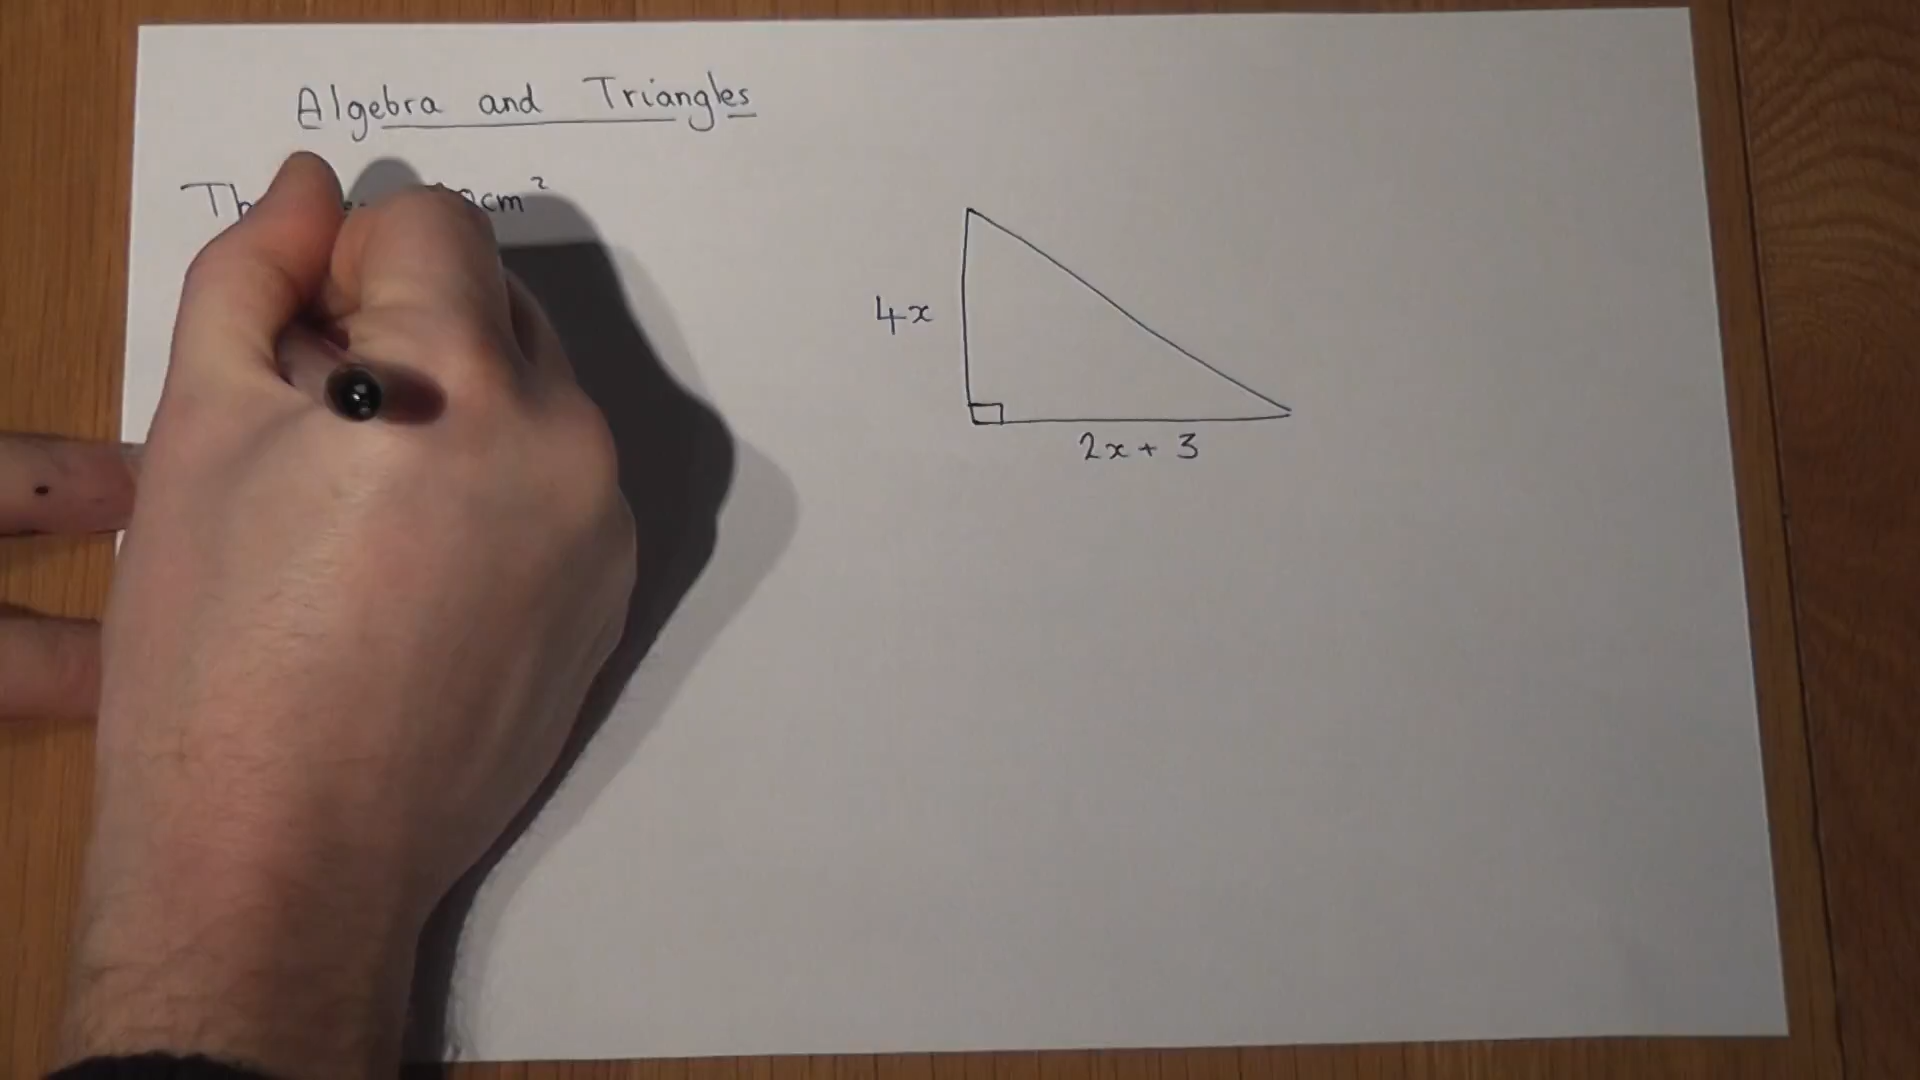 Algebra and Triangles
cm²
4x
2x + 3